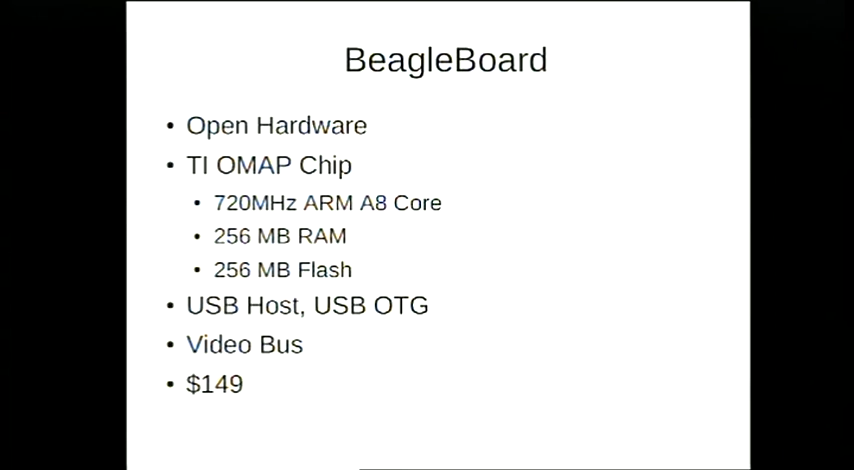 BeagleBoard
• Open Hardware
• TI OMAP Chip
• 720MHz ARM A8 Core
• 256 MB RAM
• 256 MB Flash
• USB Host, USB OTG
• Video Bus
• $149